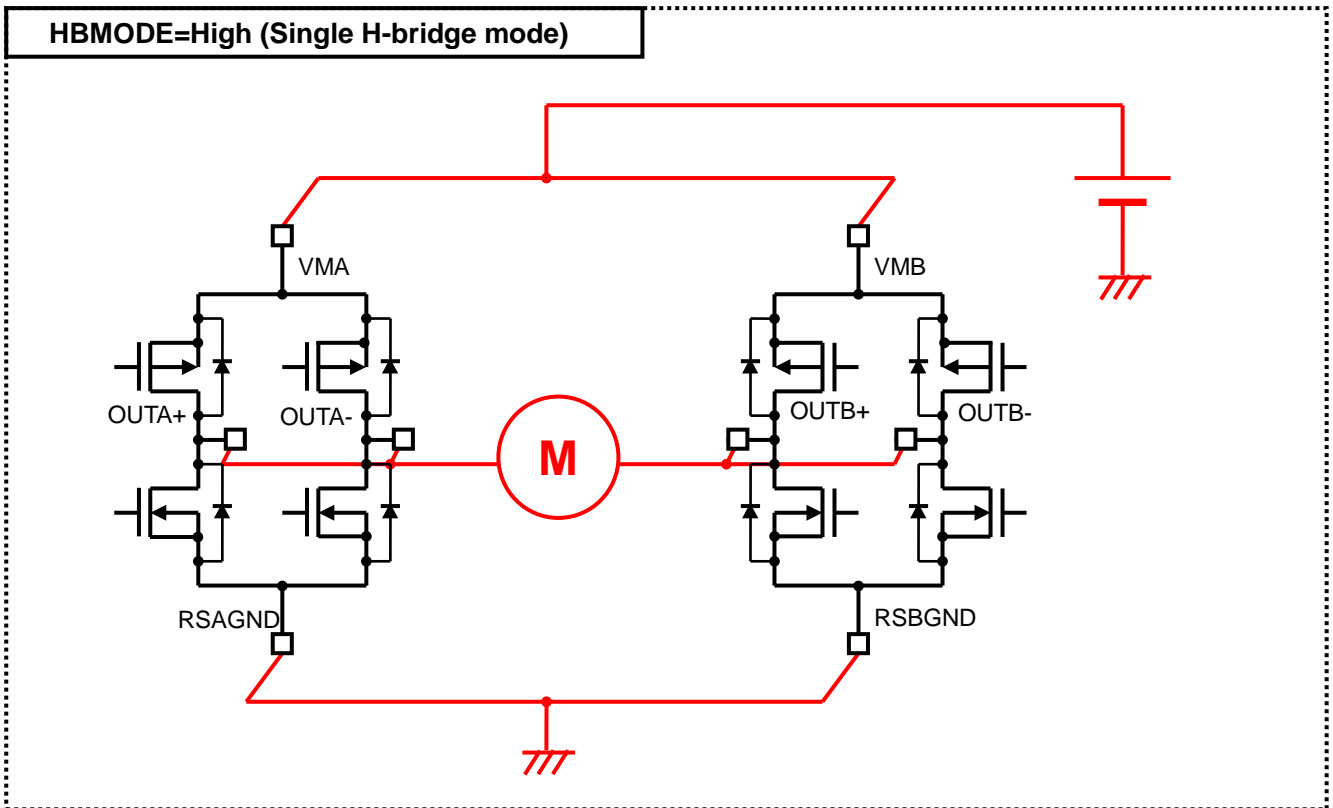 HBMODE=High (Single H-bridge mode)
VMA
VMB
OUTA+
OUTA-
OUTB+
OUTB-
M
RSAGND
RSBGND